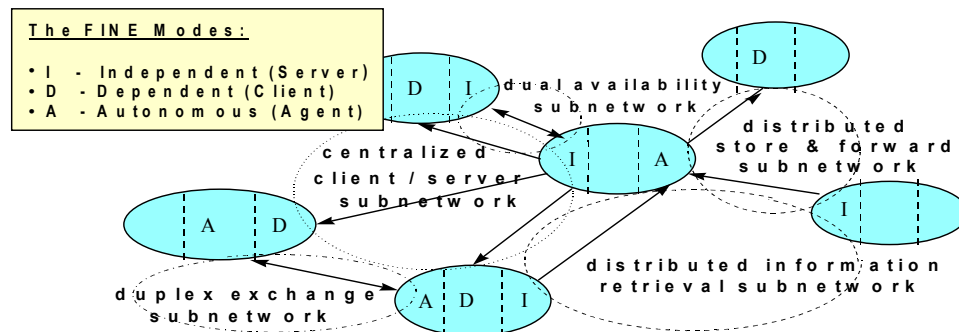 The FINE Modes:
• I - Independent (Server)
• D - Dependent (Client)
• A - Autonomous (Agent)
D I
dual availability
subnetwork
D
I A
distributed
store & forward
subnetwork
centralized
client / server
subnetwork
A D
I
duplex exchange
subnetwork
A D I
distributed information
retrieval subnetwork